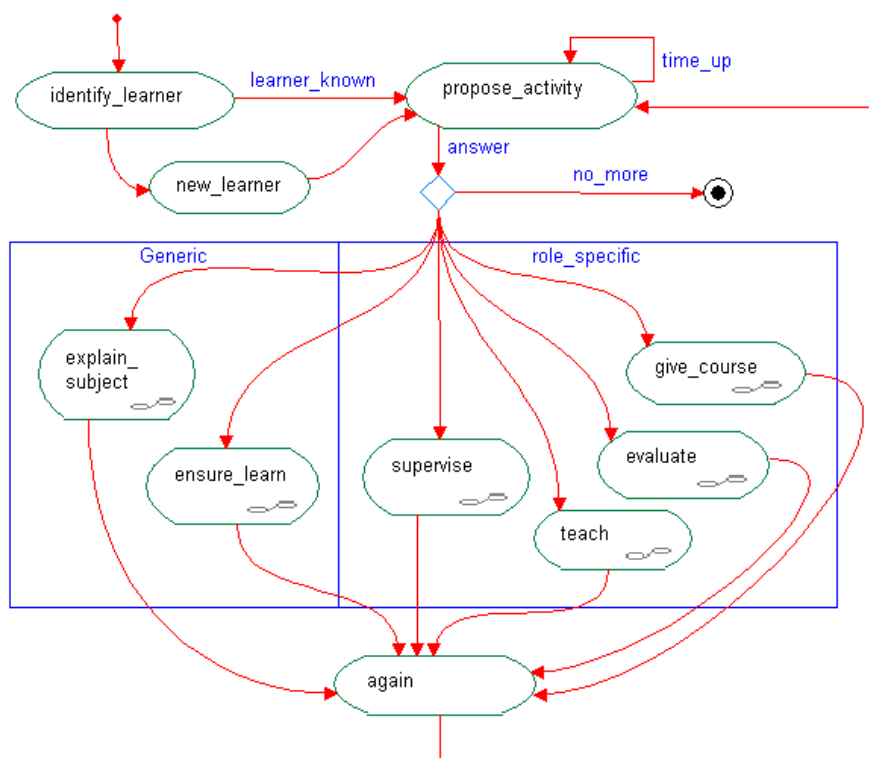 identify_learner
learner_known
propose_activity
time_up
new_learner
answer
no_more
Generic
role_specific
explain_
subject
give_course
ensure_learn
supervise
evaluate
teach
again